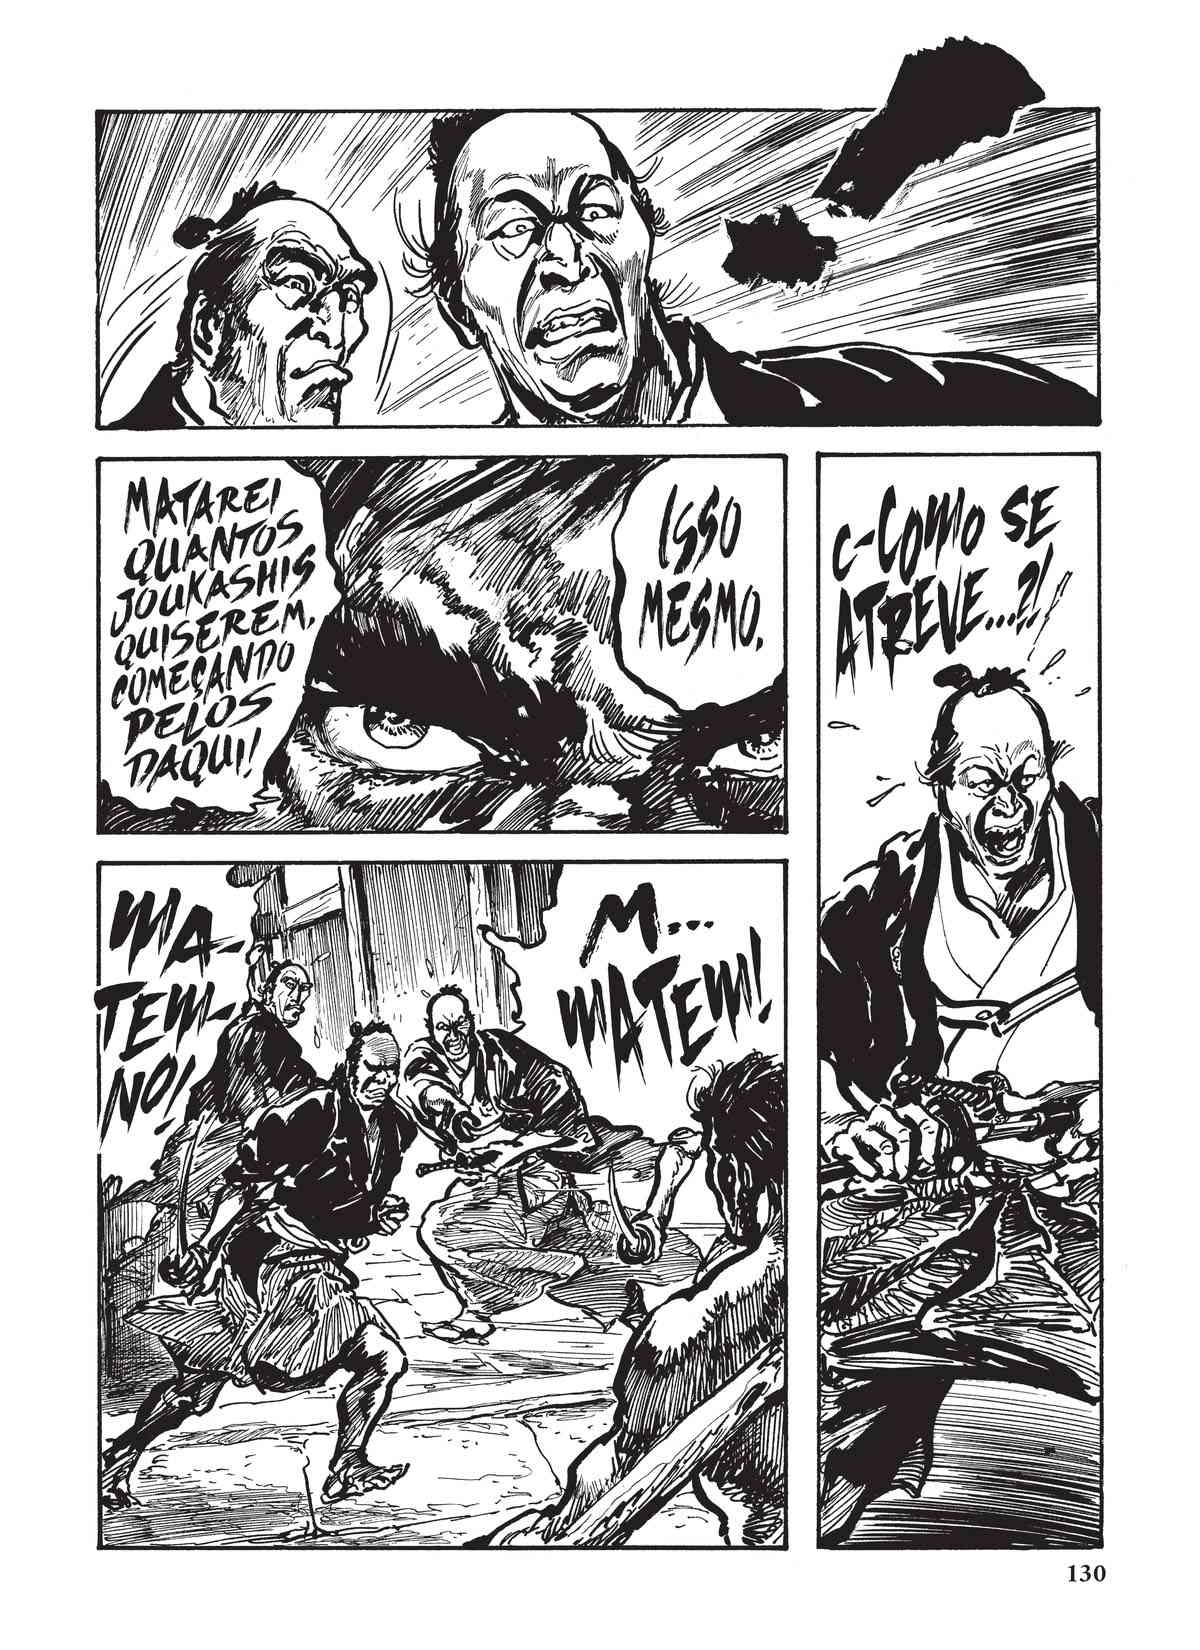 ISSO
MESMO.
MATAREI
QUANTOS
JOUKASHIS
QUISEREM,
COMEÇANDO
PELOS
DAQUI!
C-COMO SE
ATREVE...?!
M...
MATEM!
MA-
TEM-
NO!
130